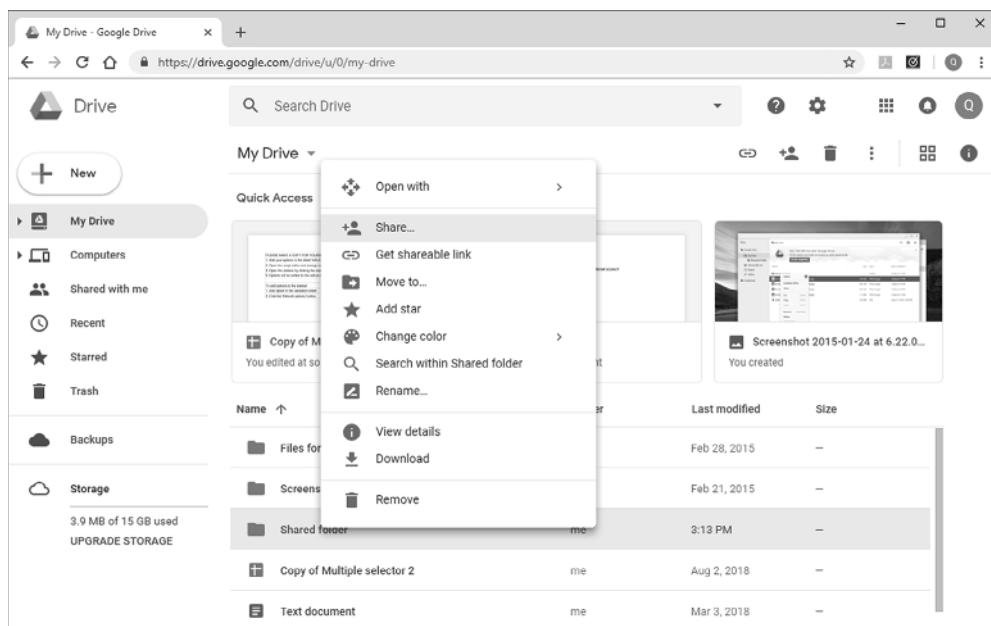 My Drive - Google Drive
https://drive.google.com/drive/u/0/my-drive
Drive
Search Drive
Q
My Drive
New
Quick Access
My Drive
Computers
Shared with me
Recent
Starred
Trash
Backups
Storage
3.9 MB of 15 GB used
UPGRADE STORAGE
Open with
Share...
Get shareable link
Move to...
Add star
Change color
Search within Shared folder
Rename...
View details
Download
Remove
Copy of M
You edited at so
Screenshot 2015-01-24 at 6.22.0...
You created
Name Last modified Size
Files for Feb 28, 2015 –
Screens Feb 21, 2015 –
Shared folder me 3:13 PM –
Copy of Multiple selector 2 me Aug 2, 2018 –
Text document me Mar 3, 2018 –